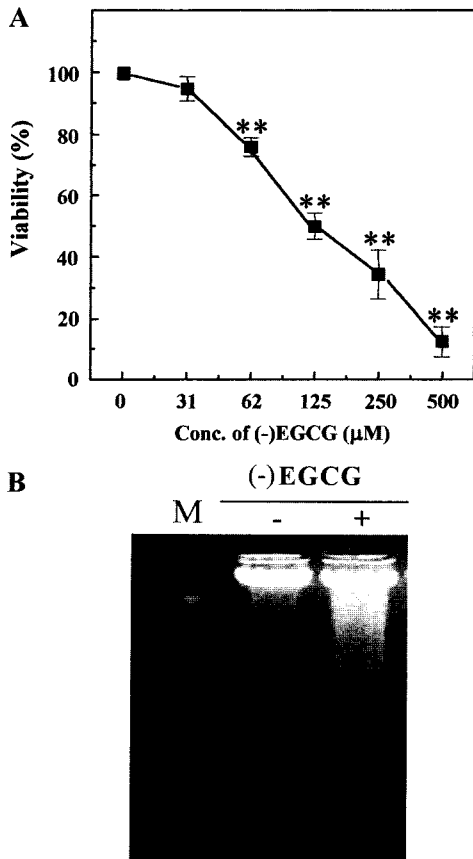 A
100
80
60
40
20
0
Viability (%)
**
**
**
**
0 31 62 125 250 500
Conc. of (-)EGCG (μM)
B
(-)EGCG
M - +